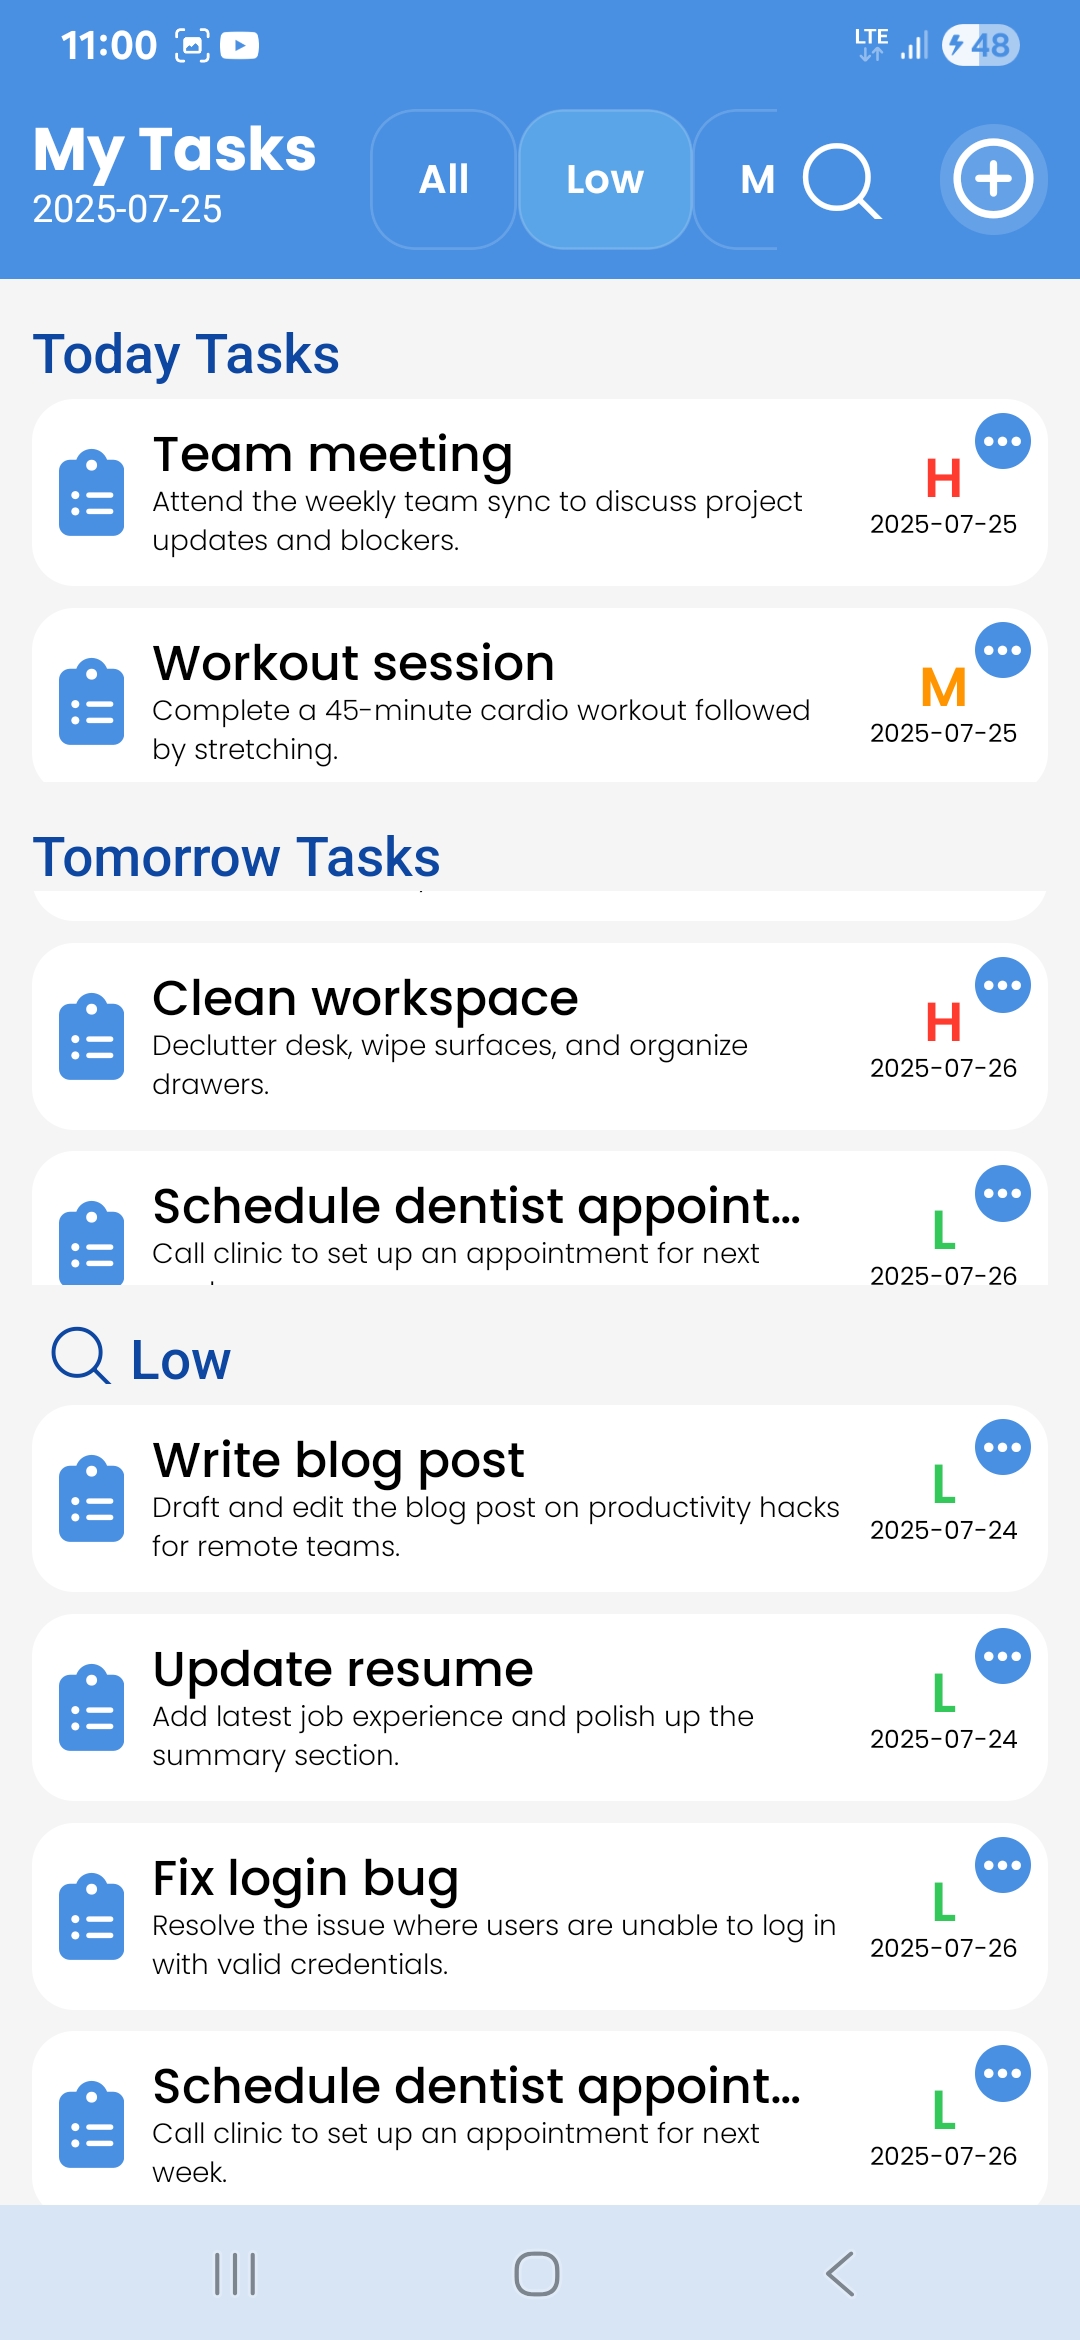 11:00
LTE
48
My Tasks
2025-07-25
All
Low
M
Today Tasks
Team meeting
Attend the weekly team sync to discuss project
updates and blockers.
H
2025-07-25
Workout session
Complete a 45-minute cardio workout followed
by stretching.
M
2025-07-25
Tomorrow Tasks
Clean workspace
Declutter desk, wipe surfaces, and organize
drawers.
H
2025-07-26
Schedule dentist appoint...
Call clinic to set up an appointment for next
L
2025-07-26
Low
Write blog post
Draft and edit the blog post on productivity hacks
for remote teams.
L
2025-07-24
Update resume
Add latest job experience and polish up the
summary section.
L
2025-07-24
Fix login bug
Resolve the issue where users are unable to log in
with valid credentials.
L
2025-07-26
Schedule dentist appoint...
Call clinic to set up an appointment for next
week.
L
2025-07-26